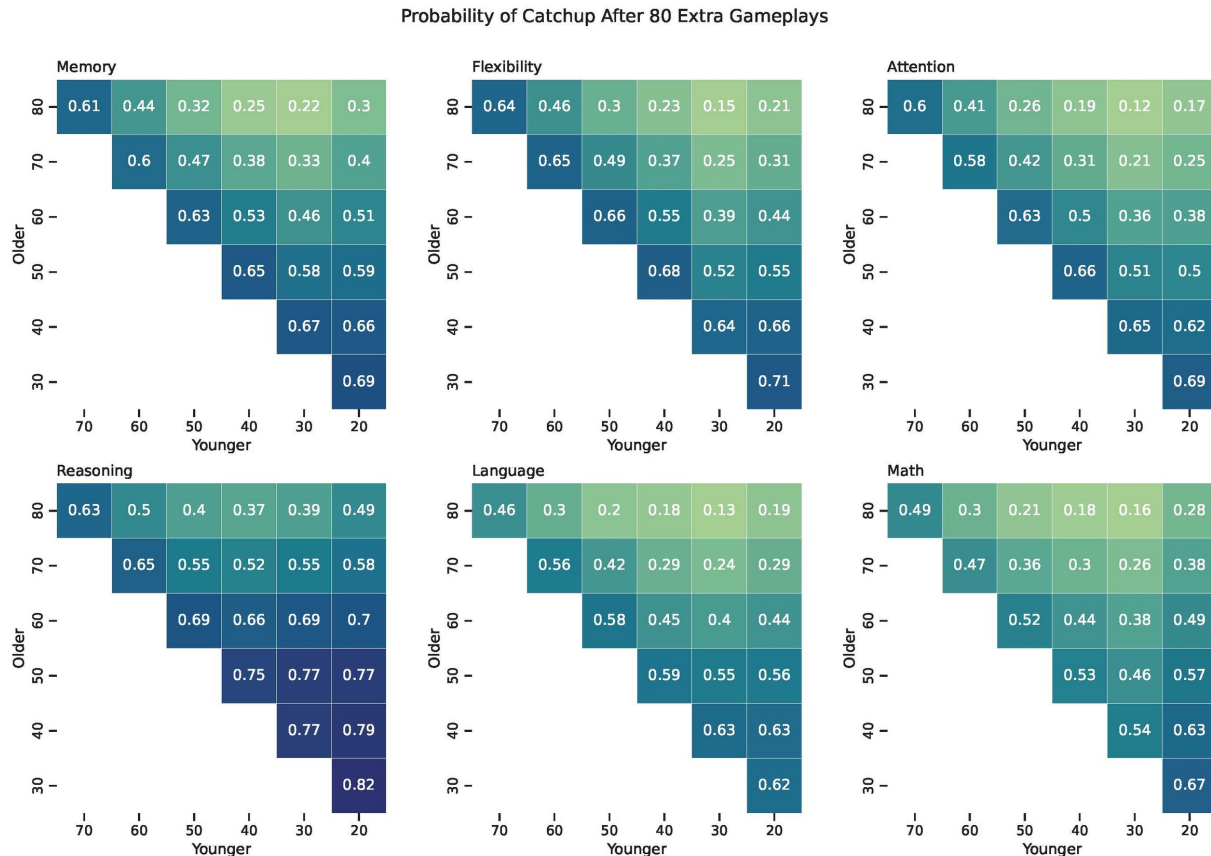 Probability of Catchup After 80 Extra Gameplays
Memory
80 0.61 0.44 0.32 0.25 0.22 0.3
70 0.6 0.47 0.38 0.33 0.4
60 0.63 0.53 0.46 0.51
Older
50 0.65 0.58 0.59
40 0.67 0.66
30 0.69
70 60 50 40 30 20
Younger
Flexibility
80 0.64 0.46 0.3 0.23 0.15 0.21
70 0.65 0.49 0.37 0.25 0.31
60 0.66 0.55 0.39 0.44
Older
50 0.68 0.52 0.55
40 0.64 0.66
30 0.71
70 60 50 40 30 20
Younger
Attention
80 0.6 0.41 0.26 0.19 0.12 0.17
70 0.58 0.42 0.31 0.21 0.25
60 0.63 0.5 0.36 0.38
Older
50 0.66 0.51 0.5
40 0.65 0.62
30 0.69
70 60 50 40 30 20
Younger
Reasoning
80 0.63 0.5 0.4 0.37 0.39 0.49
70 0.65 0.55 0.52 0.55 0.58
60 0.69 0.66 0.69 0.7
Older
50 0.75 0.77 0.77
40 0.77 0.79
30 0.82
70 60 50 40 30 20
Younger
Language
80 0.46 0.3 0.2 0.18 0.13 0.19
70 0.56 0.42 0.29 0.24 0.29
60 0.58 0.45 0.4 0.44
Older
50 0.59 0.55 0.56
40 0.63 0.63
30 0.62
70 60 50 40 30 20
Younger
Math
80 0.49 0.3 0.21 0.18 0.16 0.28
70 0.47 0.36 0.3 0.26 0.38
60 0.52 0.44 0.38 0.49
Older
50 0.53 0.46 0.57
40 0.54 0.63
30 0.67
70 60 50 40 30 20
Younger